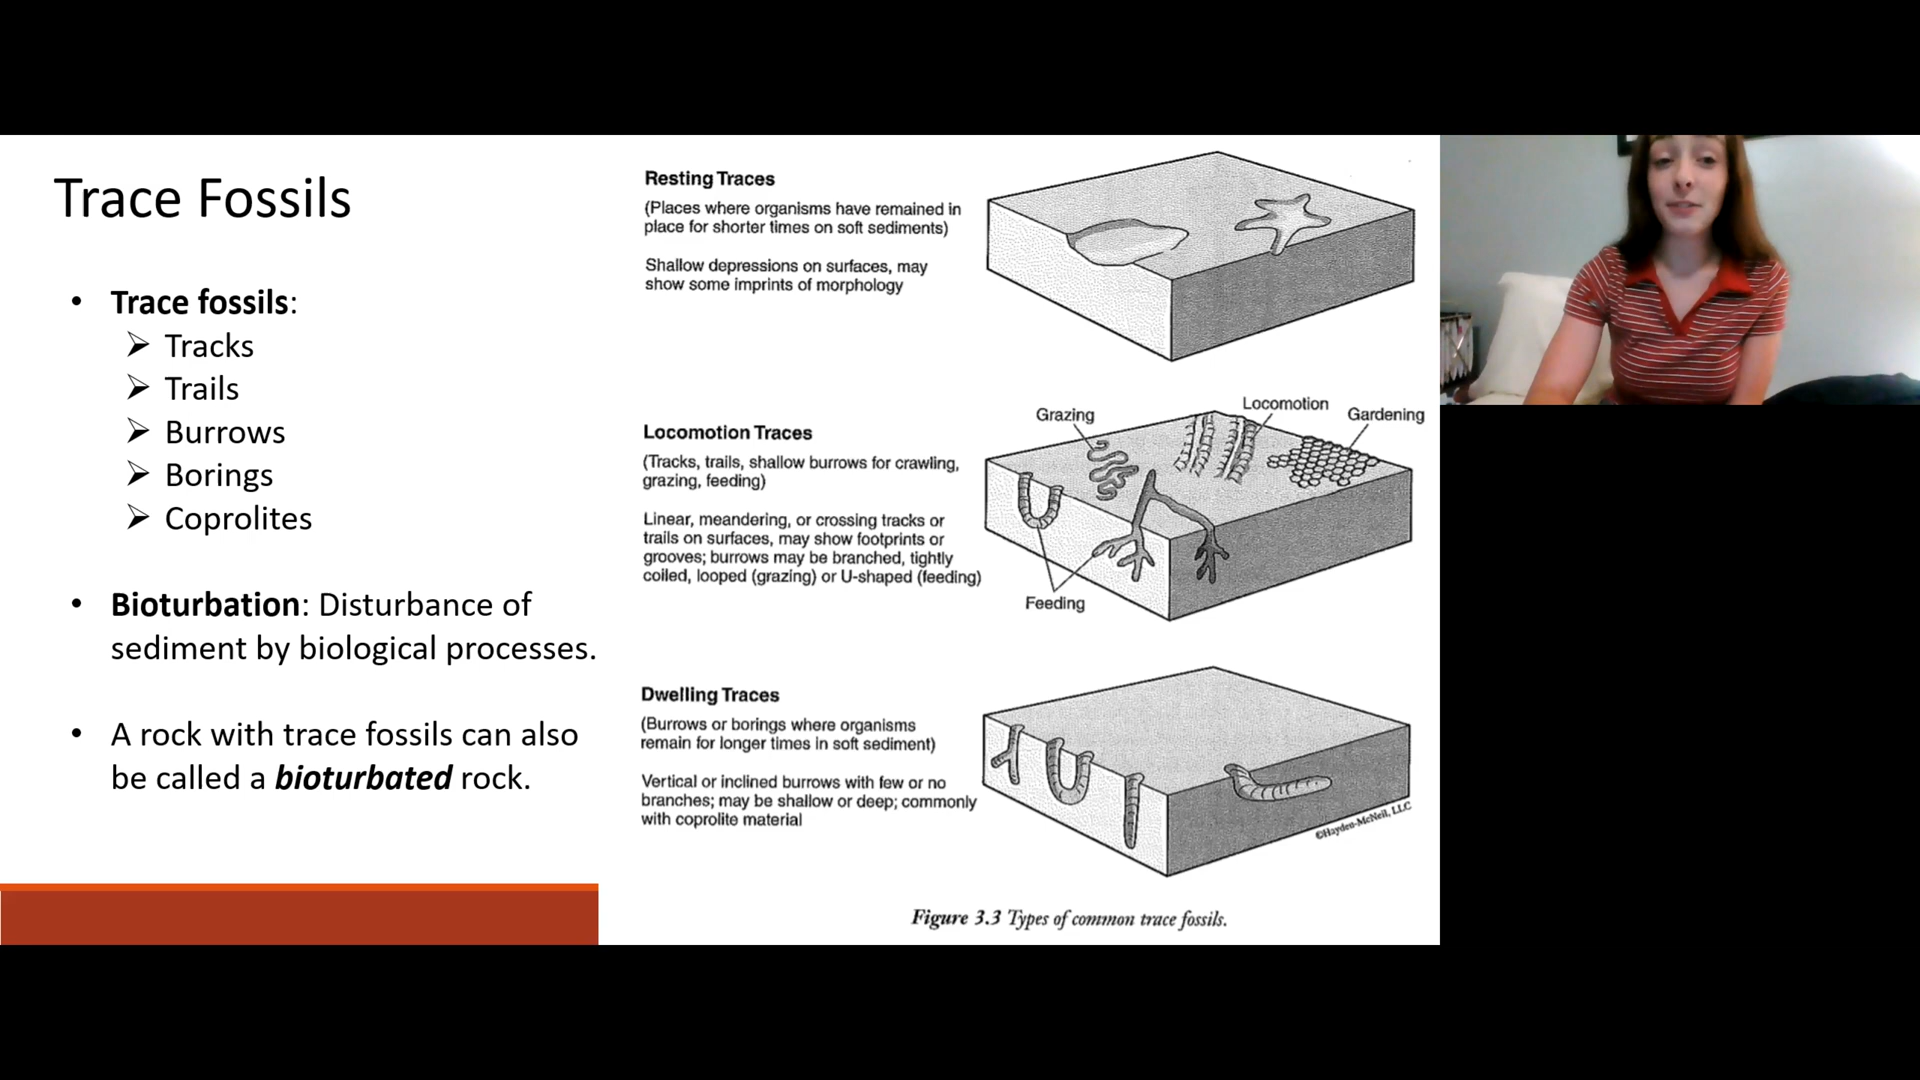 Trace Fossils
• Trace fossils:
➢ Tracks
➢ Trails
➢ Burrows
➢ Borings
➢ Coprolites
• Bioturbation: Disturbance of
sediment by biological processes.
• A rock with trace fossils can also
be called a bioturbated rock.
Resting Traces
(Places where organisms have remained in
place for shorter times on soft sediments)
Shallow depressions on surfaces, may
show some imprints of morphology
Locomotion Traces
(Tracks, trails, shallow burrows for crawling,
grazing, feeding)
Linear, meandering, or crossing tracks or
trails on surfaces, may show footprints or
grooves; burrows may be branched, tightly
coiled, looped (grazing) or U-shaped (feeding)
Grazing
Locomotion
Gardening
Feeding
Dwelling Traces
(Burrows or borings where organisms
remain for longer times in soft sediment)
Vertical or inclined burrows with few or no
branches; may be shallow or deep; commonly
with coprolite material
©Hayden-McNeil, LLC
Figure 3.3 Types of common trace fossils.